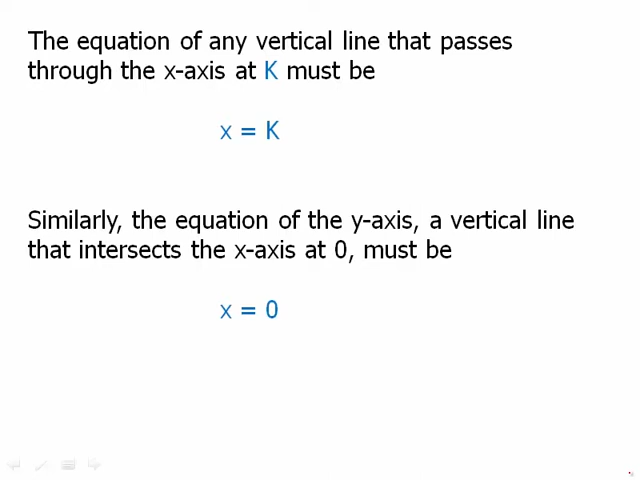 The equation of any vertical line that passes
through the x-axis at K must be
x = K
Similarly, the equation of the y-axis, a vertical line
that intersects the x-axis at 0, must be
x = 0